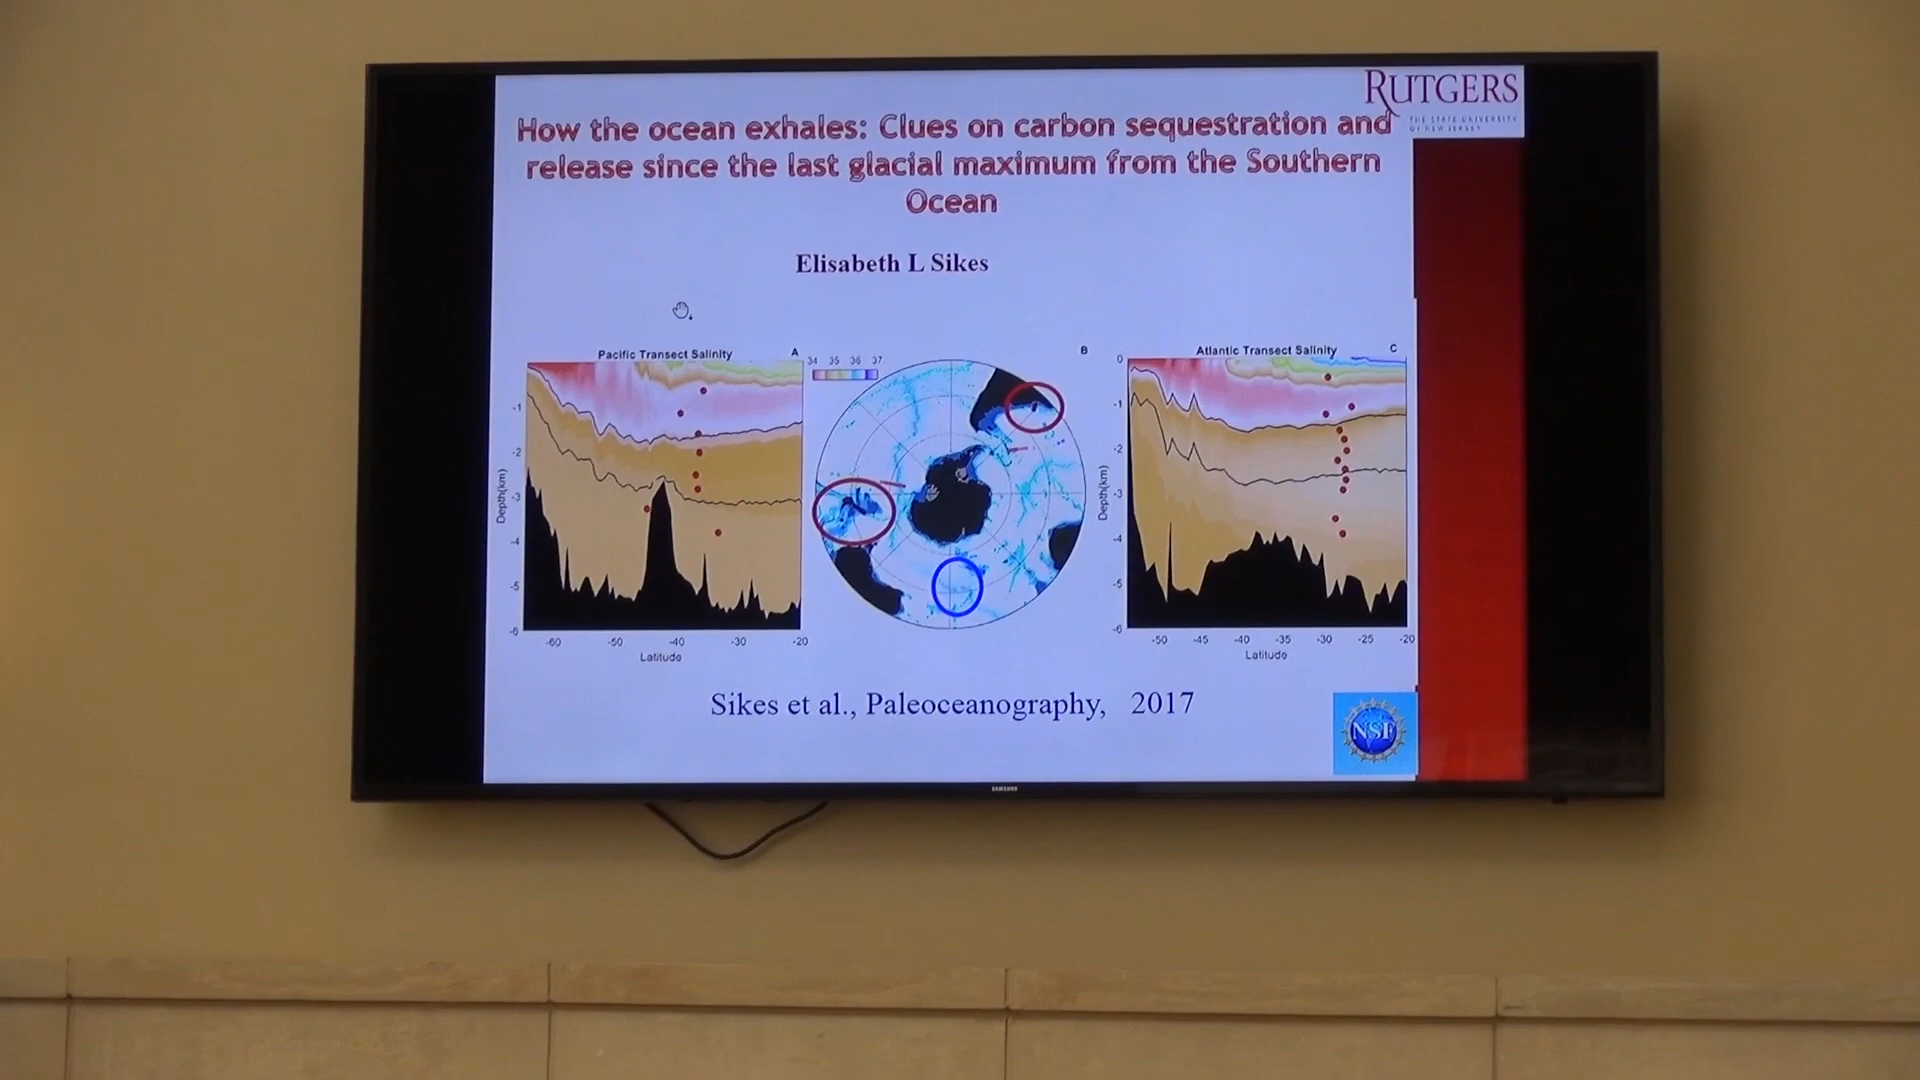 RUTGERS
THE STATE UNIVERSITY
OF NEW JERSEY
How the ocean exhales: Clues on carbon sequestration and
release since the last glacial maximum from the Southern
Ocean
Elisabeth L Sikes
Pacific Transect Salinity A
-1
-2
-3
-4
-5
-6
Depth(km)
-60 -50 -40 -30 -20
Latitude
34 35 36 37
B
Atlantic Transect Salinity C
0
-1
-2
-3
-4
-5
-6
Depth(km)
-50 -45 -40 -35 -30 -25 -20
Latitude
Sikes et al., Paleoceanography, 2017
NSF
SAMSUNG